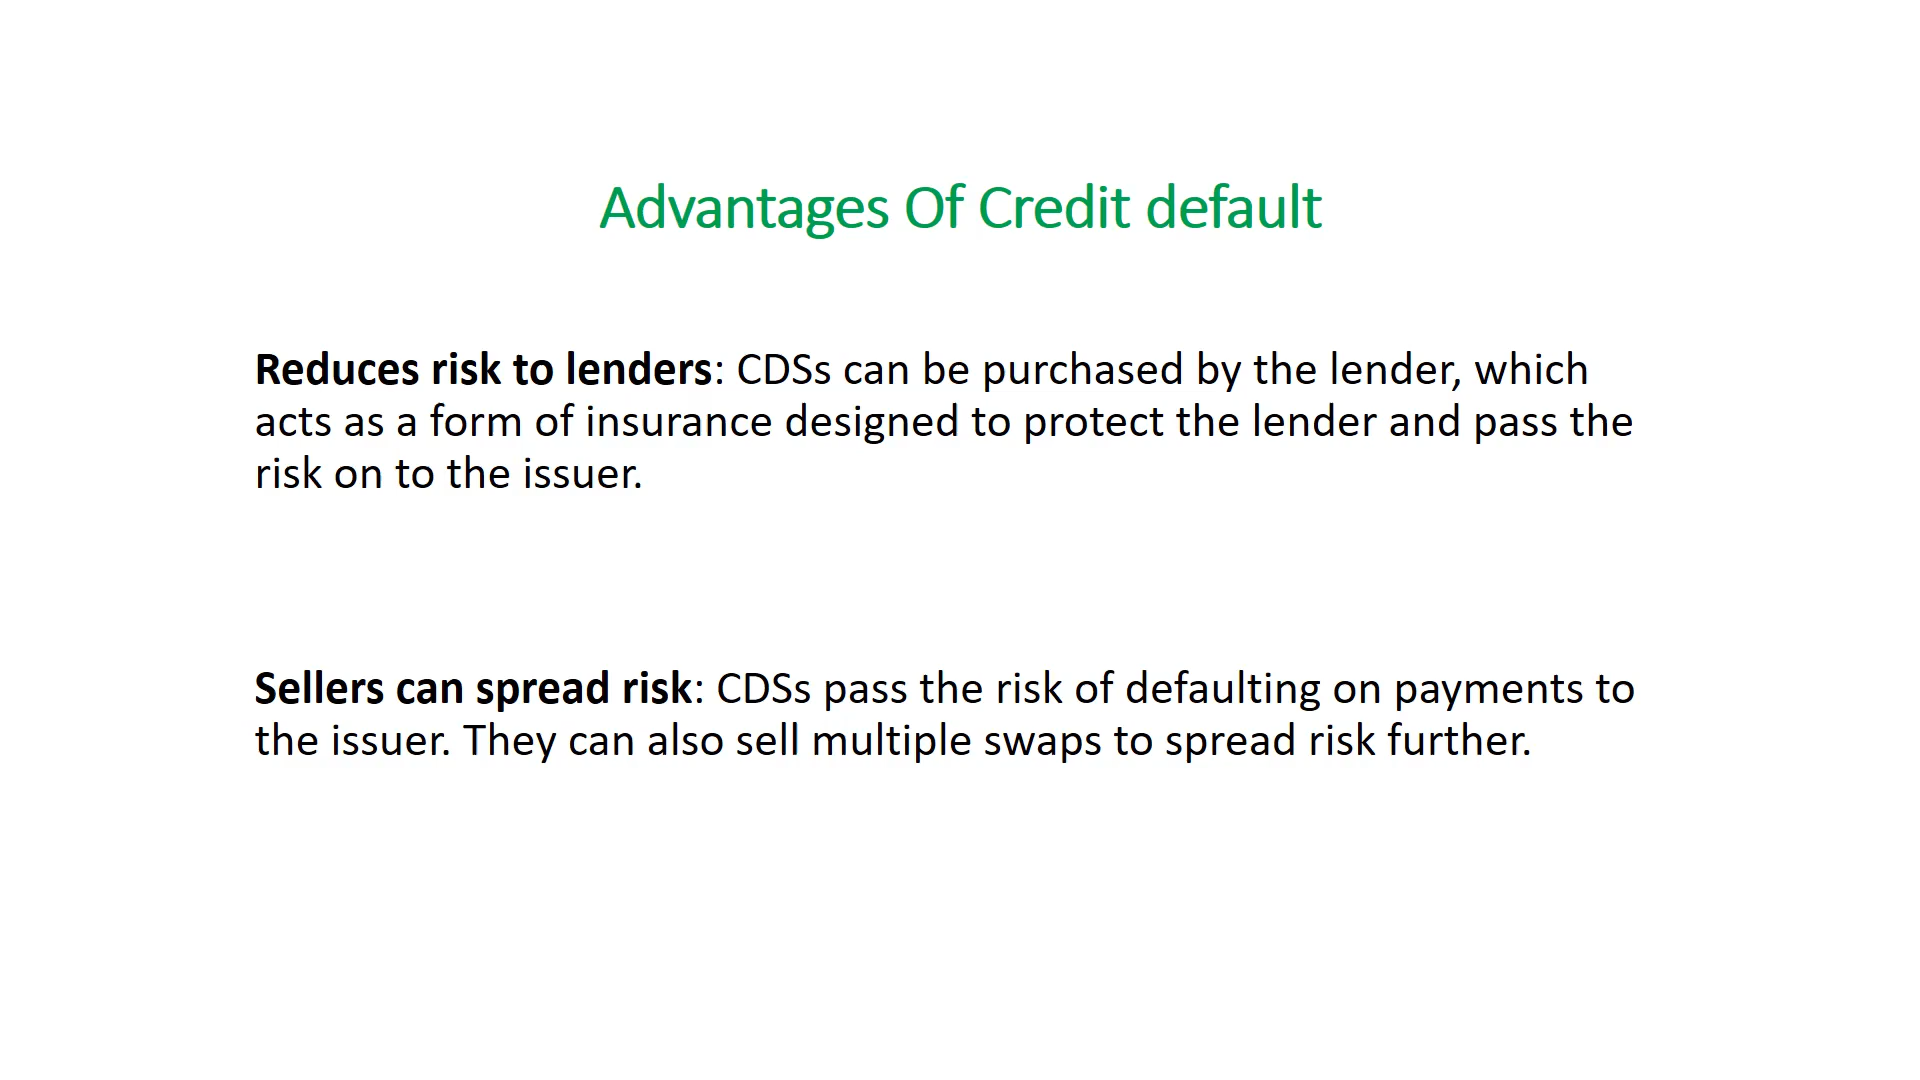 Advantages Of Credit default
Reduces risk to lenders: CDSs can be purchased by the lender, which
acts as a form of insurance designed to protect the lender and pass the
risk on to the issuer.
Sellers can spread risk: CDSs pass the risk of defaulting on payments to
the issuer. They can also sell multiple swaps to spread risk further.